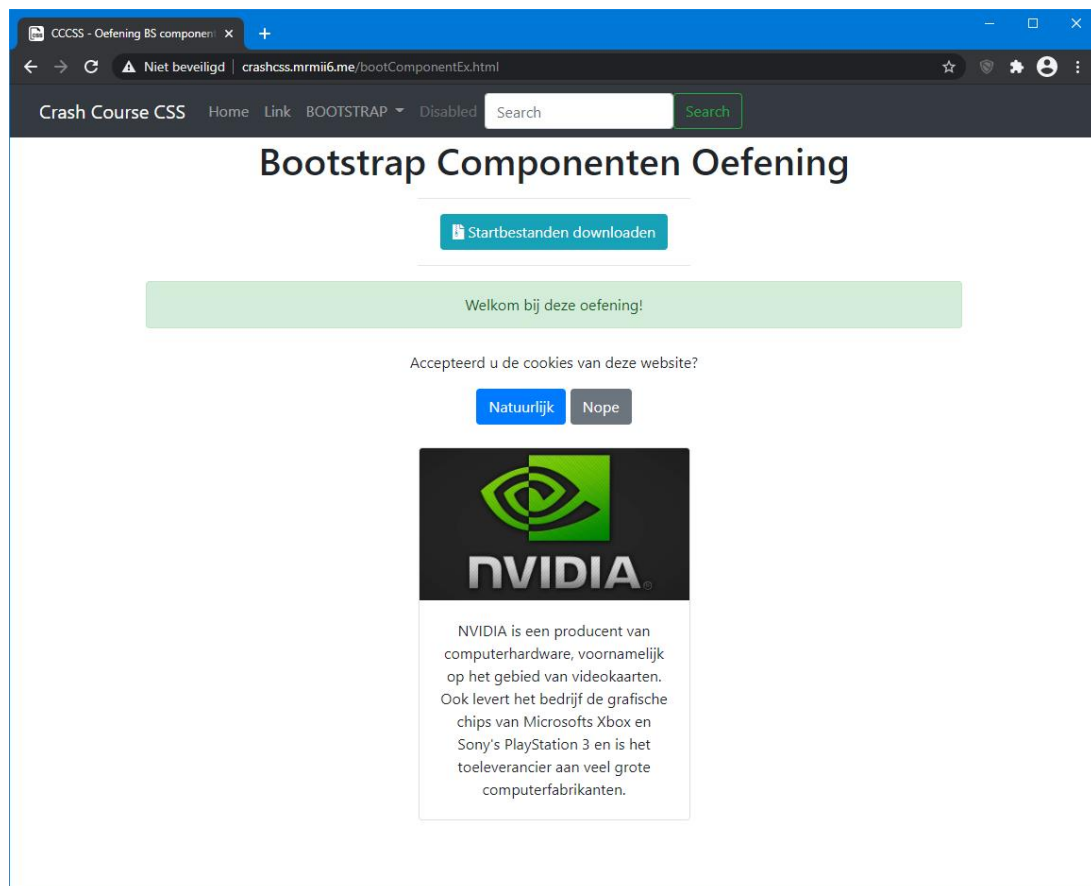 CCCSS - Oefening BS component
Niet beveiligd | crashcss.mrmii6.me/bootComponentEx.html
Crash Course CSS Home Link BOOTSTRAP Disabled Search Search
Bootstrap Componenten Oefening
Startbestanden downloaden
Welkom bij deze oefening!
Accepteerd u de cookies van deze website?
Natuurlijk Nope
NVIDIA
NVIDIA is een producent van
computerhardware, voornamelijk
op het gebied van videokaarten.
Ook levert het bedrijf de grafische
chips van Microsofts Xbox en
Sony's PlayStation 3 en is het
toeleverancier aan veel grote
computerfabrikanten.